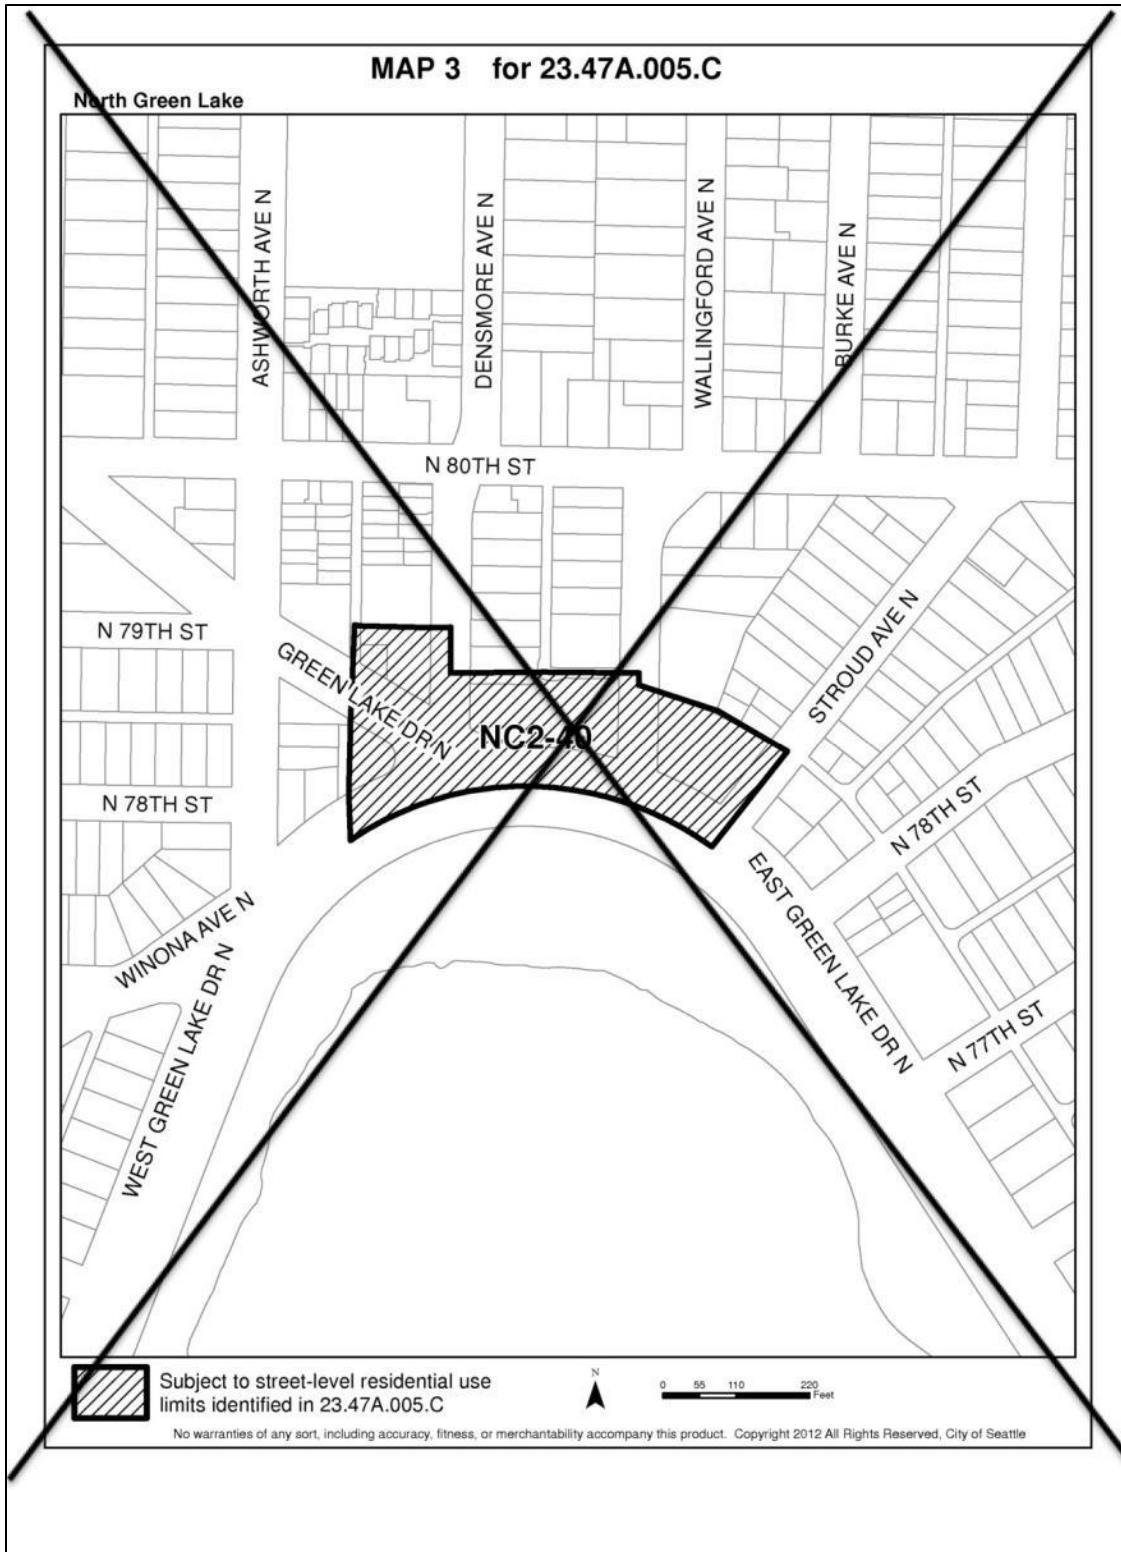 MAP 3 for 23.47A.005.C
North Green Lake
ASHWORTH AVE N
DENSMORE AVE N
WALLINGFORD AVE N
BURKE AVE N
N 80TH ST
N 79TH ST
GREEN LAKE DR N
NC2-40
STROUD AVE N
N 78TH ST
N 78TH ST
WINONA AVE N
WEST GREEN LAKE DR N
EAST GREEN LAKE DR N
N 77TH ST
Subject to street-level residential use
limits identified in 23.47A.005.C
N
0 55 110 220
Feet
No warranties of any sort, including accuracy, fitness, or merchantability accompany this product. Copyright 2012 All Rights Reserved, City of Seattle